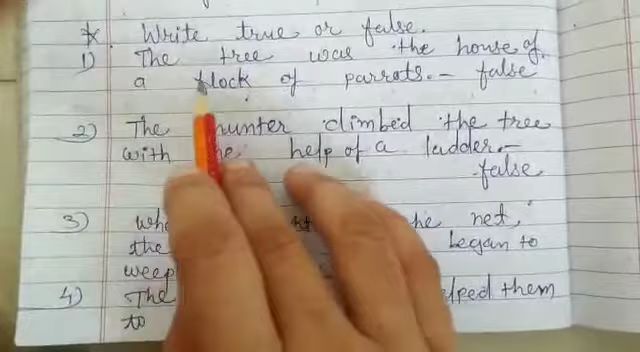 * Write true or false.
1) The tree was the house of
a flock of parrots. - false
2) The hunter climbed the tree
with the help of a ladder. -
false
3) the net,
the began to
weep
4) The them
to